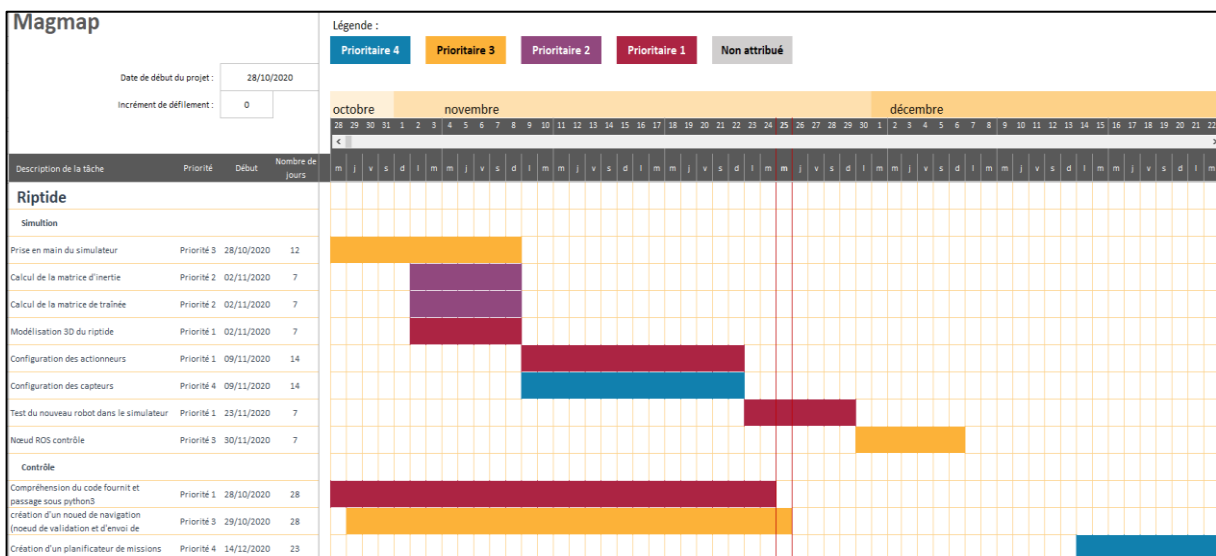 Magmap
Légende :
Prioritaire 4 Prioritaire 3 Prioritaire 2 Prioritaire 1 Non attribué
Date de début du projet : 28/10/2020
Incrément de défilement : 0
octobre novembre décembre
28 29 30 31 1 2 3 4 5 6 7 8 9 10 11 12 13 14 15 16 17 18 19 20 21 22 23 24 25 26 27 28 29 30 1 2 3 4 5 6 7 8 9 10 11 12 13 14 15 16 17 18 19 20 21 22
Description de la tâche Priorité Début Nombre de jours m j v s d l m m j v s d l m m j v s d l m m j v s d l m m j v s d l m m j v s d l m m j v s d l m m j v s d l m
Riptide
Simultion
Prise en main du simulateur Priorité 3 28/10/2020 12
Calcul de la matrice d'inertie Priorité 2 02/11/2020 7
Calcul de la matrice de traînée Priorité 2 02/11/2020 7
Modélisation 3D du riptide Priorité 1 02/11/2020 7
Configuration des actionneurs Priorité 1 09/11/2020 14
Configuration des capteurs Priorité 4 09/11/2020 14
Test du nouveau robot dans le simulateur Priorité 1 23/11/2020 7
Nœud ROS contrôle Priorité 3 30/11/2020 7
Contrôle
Compréhension du code fournit et
passage sous python3 Priorité 1 28/10/2020 28
création d'un noued de navigation
(noeud de validation et d'envoi de Priorité 3 29/10/2020 28
Création d'un planificateur de missions Priorité 4 14/12/2020 23